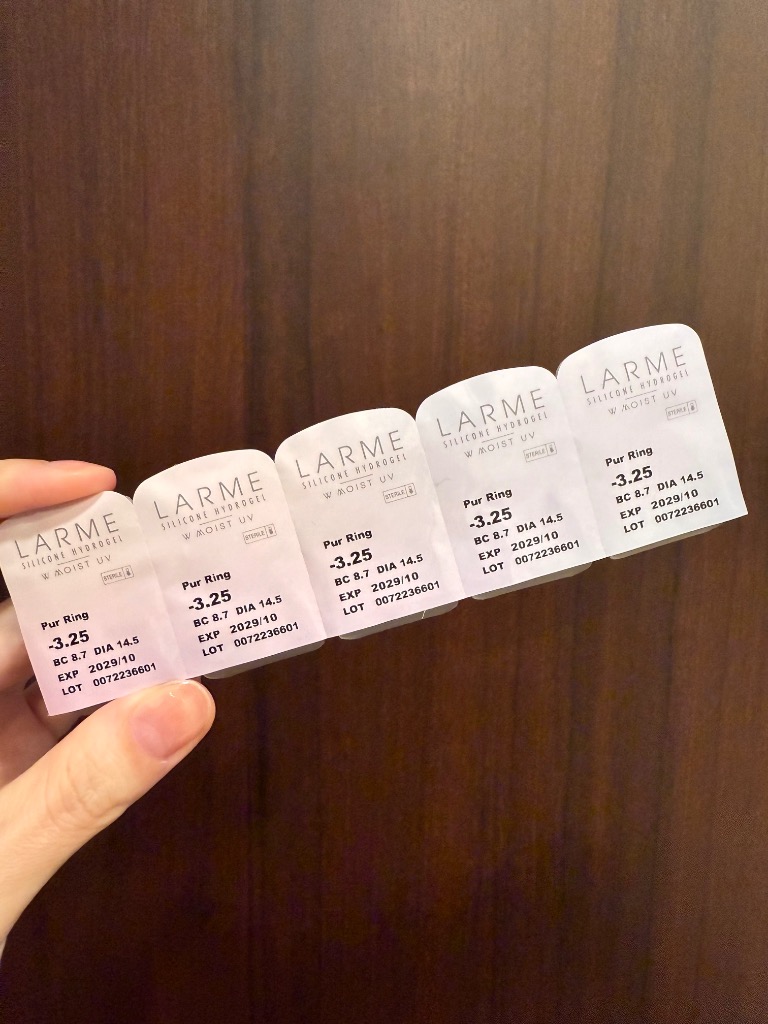 LARME
SILICONE HYDROGEL
W MOIST UV
STERILE
Pur Ring
-3.25
BC 8.7 DIA 14.5
EXP 2029/10
LOT 0072236601
LARME
SILICONE HYDROGEL
W MOIST UV
STERILE
Pur Ring
-3.25
BC 8.7 DIA 14.5
EXP 2029/10
LOT 0072236601
LARME
SILICONE HYDROGEL
W MOIST UV
STERILE
Pur Ring
-3.25
BC 8.7 DIA 14.5
EXP 2029/10
LOT 0072236601
LARME
SILICONE HYDROGEL
W MOIST UV
STERILE
Pur Ring
-3.25
BC 8.7 DIA 14.5
EXP 2029/10
LOT 0072236601
LARME
SILICONE HYDROGEL
W MOIST UV
STERILE
Pur Ring
-3.25
BC 8.7 DIA 14.5
EXP 2029/10
LOT 0072236601